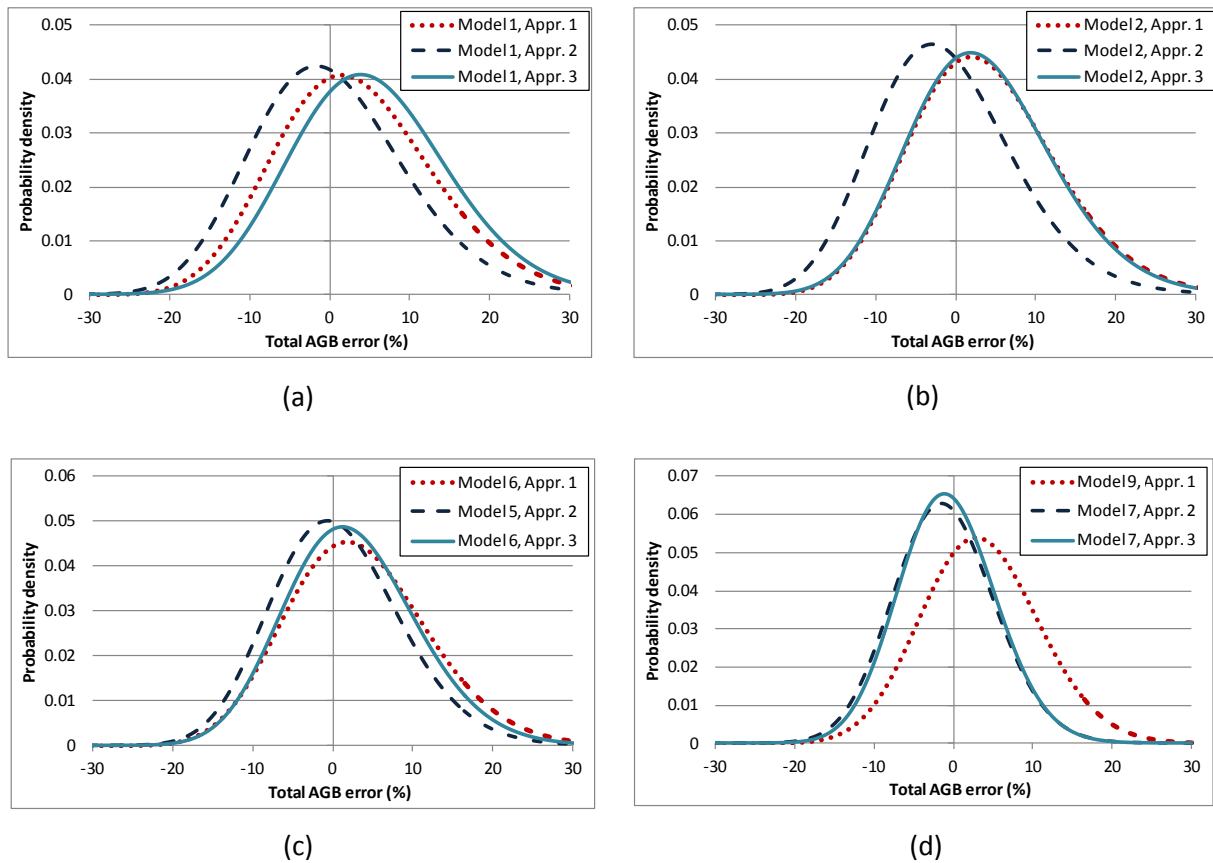 0.05
0.04
0.03
0.02
0.01
0
Probability density
-30 -20 -10 0 10 20 30
Total AGB error (%)
Model 1, Appr. 1
Model 1, Appr. 2
Model 1, Appr. 3
(a)
0.05
0.04
0.03
0.02
0.01
0
Probability density
-30 -20 -10 0 10 20 30
Total AGB error (%)
Model 2, Appr. 1
Model 2, Appr. 2
Model 2, Appr. 3
(b)
0.06
0.05
0.04
0.03
0.02
0.01
0
Probability density
-30 -20 -10 0 10 20 30
Total AGB error (%)
Model 6, Appr. 1
Model 5, Appr. 2
Model 6, Appr. 3
(c)
0.07
0.06
0.05
0.04
0.03
0.02
0.01
0
Probability density
-30 -20 -10 0 10 20 30
Total AGB error (%)
Model 9, Appr. 1
Model 7, Appr. 2
Model 7, Appr. 3
(d)